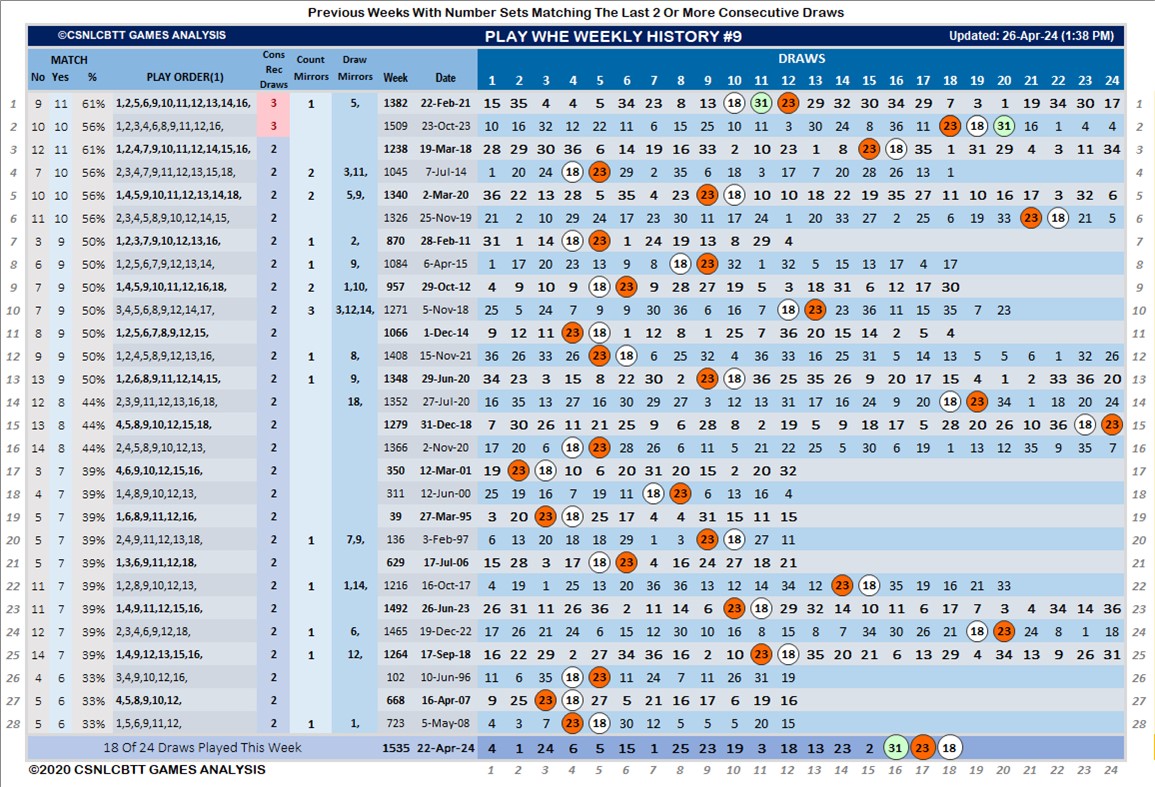 Previous Weeks With Number Sets Matching The Last 2 Or More Consecutive Draws
©CSNLCBTT GAMES ANALYSIS PLAY WHE WEEKLY HISTORY #9 Updated: 26-Apr-24 (1:38 PM)
MATCH Cons Count Draw DRAWS
No Yes % PLAY ORDER(1) Rec Draws Mirrors Mirrors Week Date 1 2 3 4 5 6 7 8 9 10 11 12 13 14 15 16 17 18 19 20 21 22 23 24
1 9 11 61% 1,2,5,6,9,10,11,12,13,14,16, 3 1 5, 1382 22-Feb-21 15 35 4 4 5 34 23 8 13 18 31 23 29 32 30 34 29 7 3 1 19 34 30 17 1
2 10 10 56% 1,2,3,4,6,8,9,11,12,16, 3 1509 23-Oct-23 10 16 32 12 22 11 6 15 25 10 11 3 30 24 8 36 11 23 18 31 16 1 4 4 2
3 12 11 61% 1,2,4,7,9,10,11,12,14,15,16, 2 1238 19-Mar-18 28 29 30 36 6 14 19 16 33 2 10 23 1 8 23 18 35 1 31 29 4 3 11 34 3
4 7 10 56% 2,3,4,7,9,11,12,13,15,18, 2 2 3,11, 1045 7-Jul-14 1 20 24 18 23 29 2 35 6 18 3 17 7 20 28 26 13 1 4
5 10 10 56% 1,4,5,9,10,11,12,13,14,18, 2 2 5,9, 1340 2-Mar-20 36 22 13 28 5 35 4 23 23 18 10 10 18 22 19 35 27 11 10 16 17 3 32 6 5
6 11 10 56% 2,3,4,5,8,9,10,12,14,15, 2 1326 25-Nov-19 21 2 10 29 24 17 23 30 11 17 24 1 20 33 27 2 25 6 19 33 23 18 21 5 6
7 3 9 50% 1,2,3,7,9,10,12,13,16, 2 1 2, 870 28-Feb-11 31 1 14 18 23 1 24 19 13 8 29 4 7
8 6 9 50% 1,2,5,6,7,9,12,13,14, 2 1 9, 1084 6-Apr-15 1 17 20 23 13 9 8 18 23 32 1 32 5 15 13 17 4 17 8
9 7 9 50% 1,4,5,9,10,11,12,16,18, 2 2 1,10, 957 29-Oct-12 4 9 10 9 18 23 9 28 27 19 5 3 18 31 6 12 17 30 9
10 7 9 50% 3,4,5,6,8,9,12,14,17, 2 3 3,12,14, 1271 5-Nov-18 25 5 24 7 9 9 30 36 6 16 7 18 23 23 36 11 15 35 7 23 10
11 8 9 50% 1,2,5,6,7,8,9,12,15, 2 1066 1-Dec-14 9 12 11 23 18 1 12 8 1 25 7 36 20 15 14 2 5 4 11
12 9 9 50% 1,2,4,5,8,9,12,13,16, 2 1 8, 1408 15-Nov-21 36 26 33 26 23 18 6 25 32 4 36 33 16 25 31 5 14 13 5 5 6 1 32 26 12
13 13 9 50% 1,2,6,8,9,11,12,14,15, 2 1 9, 1348 29-Jun-20 34 23 3 15 8 22 30 2 23 18 36 25 35 26 9 20 17 15 4 1 2 33 36 20 13
14 12 8 44% 2,3,9,11,12,13,16,18, 2 18, 1352 27-Jul-20 16 35 13 27 16 30 29 27 3 12 13 31 17 16 24 9 20 18 23 34 1 18 20 24 14
15 13 8 44% 4,5,8,9,10,12,15,18, 2 1279 31-Dec-18 7 30 26 11 21 25 9 6 28 8 2 19 5 9 18 17 5 28 20 26 10 36 18 23 15
16 14 8 44% 2,4,5,8,9,10,12,13, 2 1366 2-Nov-20 17 20 6 18 23 28 26 6 11 5 21 22 25 5 30 6 19 1 13 12 35 9 35 7 16
17 3 7 39% 4,6,9,10,12,15,16, 2 350 12-Mar-01 19 23 18 10 6 20 31 20 15 2 20 32 17
18 4 7 39% 1,4,8,9,10,12,13, 2 311 12-Jun-00 25 19 16 7 19 11 18 23 6 13 16 4 18
19 5 7 39% 1,6,8,9,11,12,16, 2 39 27-Mar-95 3 20 23 18 25 17 4 4 31 15 11 15 19
20 5 7 39% 2,4,9,11,12,13,18, 2 1 7,9, 136 3-Feb-97 6 13 20 18 18 29 1 3 23 18 27 11 20
21 5 7 39% 1,3,6,9,11,12,18, 2 629 17-Jul-06 15 28 3 17 18 23 4 16 24 27 18 21 21
22 11 7 39% 1,2,8,9,10,12,13, 2 1 1,14, 1216 16-Oct-17 4 19 1 25 13 20 36 36 13 12 14 34 12 23 18 35 19 16 21 33 22
23 11 7 39% 1,4,9,11,12,15,16, 2 1492 26-Jun-23 26 31 11 26 36 2 11 14 6 23 18 29 32 14 10 11 6 17 7 3 4 34 14 36 23
24 12 7 39% 2,3,4,6,9,12,18, 2 1 6, 1465 19-Dec-22 17 26 21 24 6 15 12 30 10 16 8 15 8 7 34 30 26 21 18 23 24 8 1 18 24
25 14 7 39% 1,4,9,12,13,15,16, 2 1 12, 1264 17-Sep-18 16 22 29 2 27 34 36 16 2 10 23 18 35 20 21 6 13 29 4 34 13 9 26 31 25
26 4 6 33% 3,4,9,10,12,16, 2 102 10-Jun-96 11 6 35 18 23 11 24 7 11 26 31 19 26
27 5 6 33% 4,5,8,9,10,12, 2 668 16-Apr-07 9 25 23 18 27 5 21 16 17 6 19 16 27
28 5 6 33% 1,5,6,9,11,12, 2 1 1, 723 5-May-08 4 3 7 23 18 30 12 5 5 5 20 15 28
18 Of 24 Draws Played This Week 1535 22-Apr-24 4 1 24 6 5 15 1 25 23 19 3 18 13 23 2 31 23 18
©2020 CSNLCBTT GAMES ANALYSIS 1 2 3 4 5 6 7 8 9 10 11 12 13 14 15 16 17 18 19 20 21 22 23 24